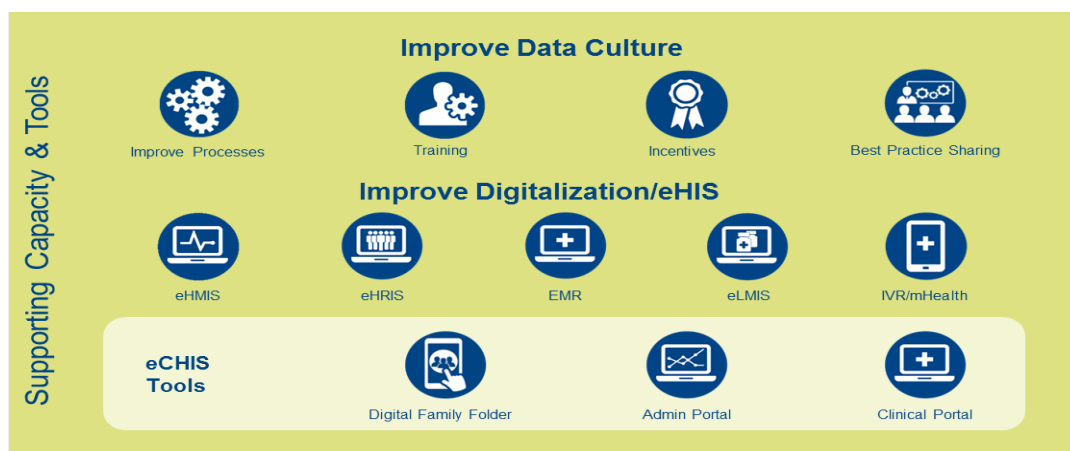 Supporting Capacity & Tools
Improve Data Culture
Improve Processes
Training
Incentives
Best Practice Sharing
Improve Digitalization/eHIS
eHMIS
eHRIS
EMR
eLMIS
IVR/mHealth
eCHIS
Tools
Digital Family Folder
Admin Portal
Clinical Portal